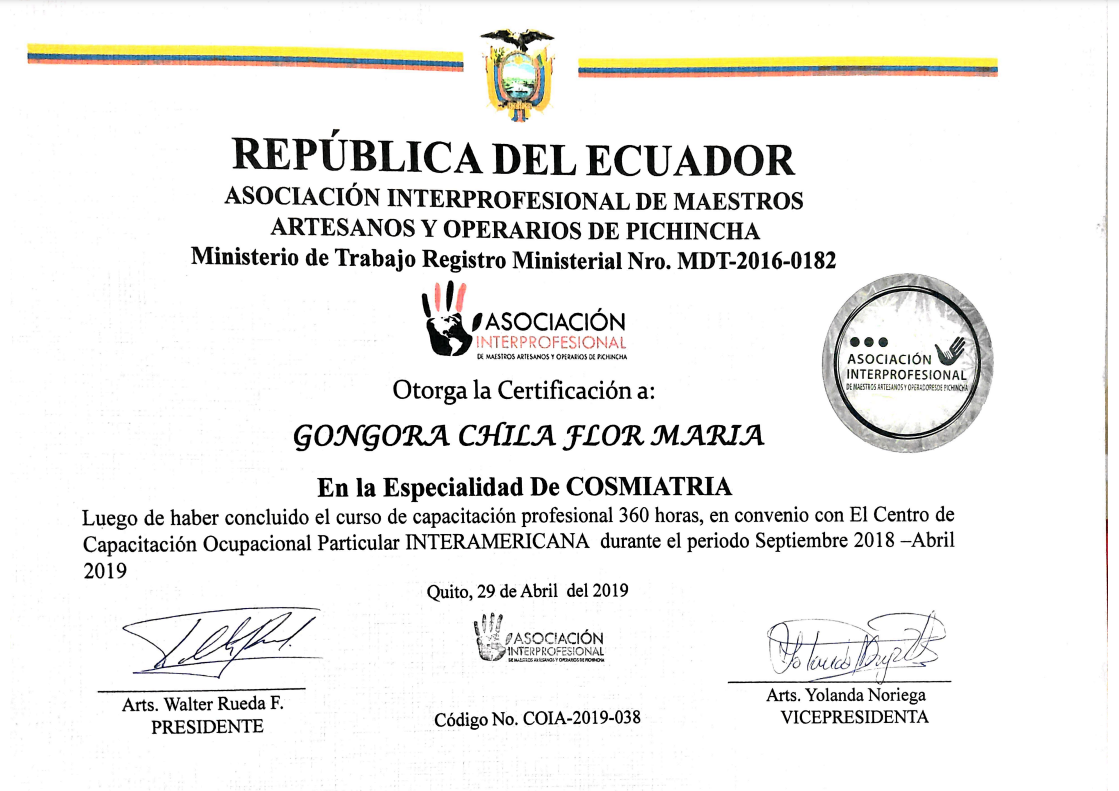 REPÚBLICA DEL ECUADOR
ASOCIACIÓN INTERPROFESIONAL DE MAESTROS
ARTESANOS Y OPERARIOS DE PICHINCHA
Ministerio de Trabajo Registro Ministerial Nro. MDT-2016-0182
ASOCIACIÓN
INTERPROFESIONAL
DE MAESTROS ARTESANOS Y OPERARIOS DE PICHINCHA
ASOCIACIÓN
INTERPROFESIONAL
DE MAESTROS ARTESANOS Y OPERADORES DE PICHINCHA
Otorga la Certificación a:
GONGORA CHILA FLOR MARIA
En la Especialidad De COSMIATRIA
Luego de haber concluido el curso de capacitación profesional 360 horas, en convenio con El Centro de
Capacitación Ocupacional Particular INTERAMERICANA durante el periodo Septiembre 2018 –Abril
2019
Quito, 29 de Abril del 2019
ASOCIACIÓN
INTERPROFESIONAL
DE MAESTROS ARTESANOS Y OPERARIOS DE PICHINCHA
Arts. Walter Rueda F.
PRESIDENTE
Código No. COIA-2019-038
Arts. Yolanda Noriega
VICEPRESIDENTA